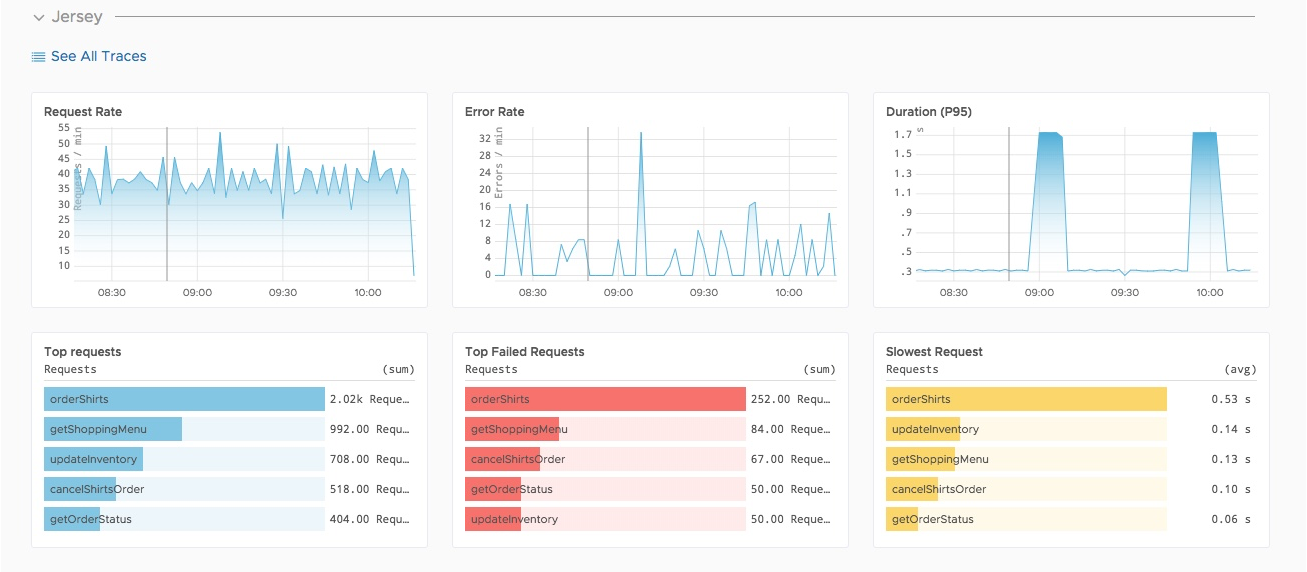 Jersey
See All Traces
Request Rate
Requests / min
55
50
45
40
35
30
25
20
15
10
08:30 09:00 09:30 10:00
Error Rate
Errors / min
32
28
24
20
16
12
8
4
0
08:30 09:00 09:30 10:00
Duration (P95)
s
1.7
1.5
1.3
1.1
.9
.7
.5
.3
08:30 09:00 09:30 10:00
Top requests
Requests (sum)
orderShirts 2.02k Reque…
getShoppingMenu 992.00 Requ…
updateInventory 708.00 Requ…
cancelShirtsOrder 518.00 Requ…
getOrderStatus 404.00 Requ…
Top Failed Requests
Requests (sum)
orderShirts 252.00 Requ…
getShoppingMenu 84.00 Reque…
cancelShirtsOrder 67.00 Reque…
getOrderStatus 50.00 Reque…
updateInventory 50.00 Reque…
Slowest Request
Requests (avg)
orderShirts 0.53 s
updateInventory 0.14 s
getShoppingMenu 0.13 s
cancelShirtsOrder 0.10 s
getOrderStatus 0.06 s